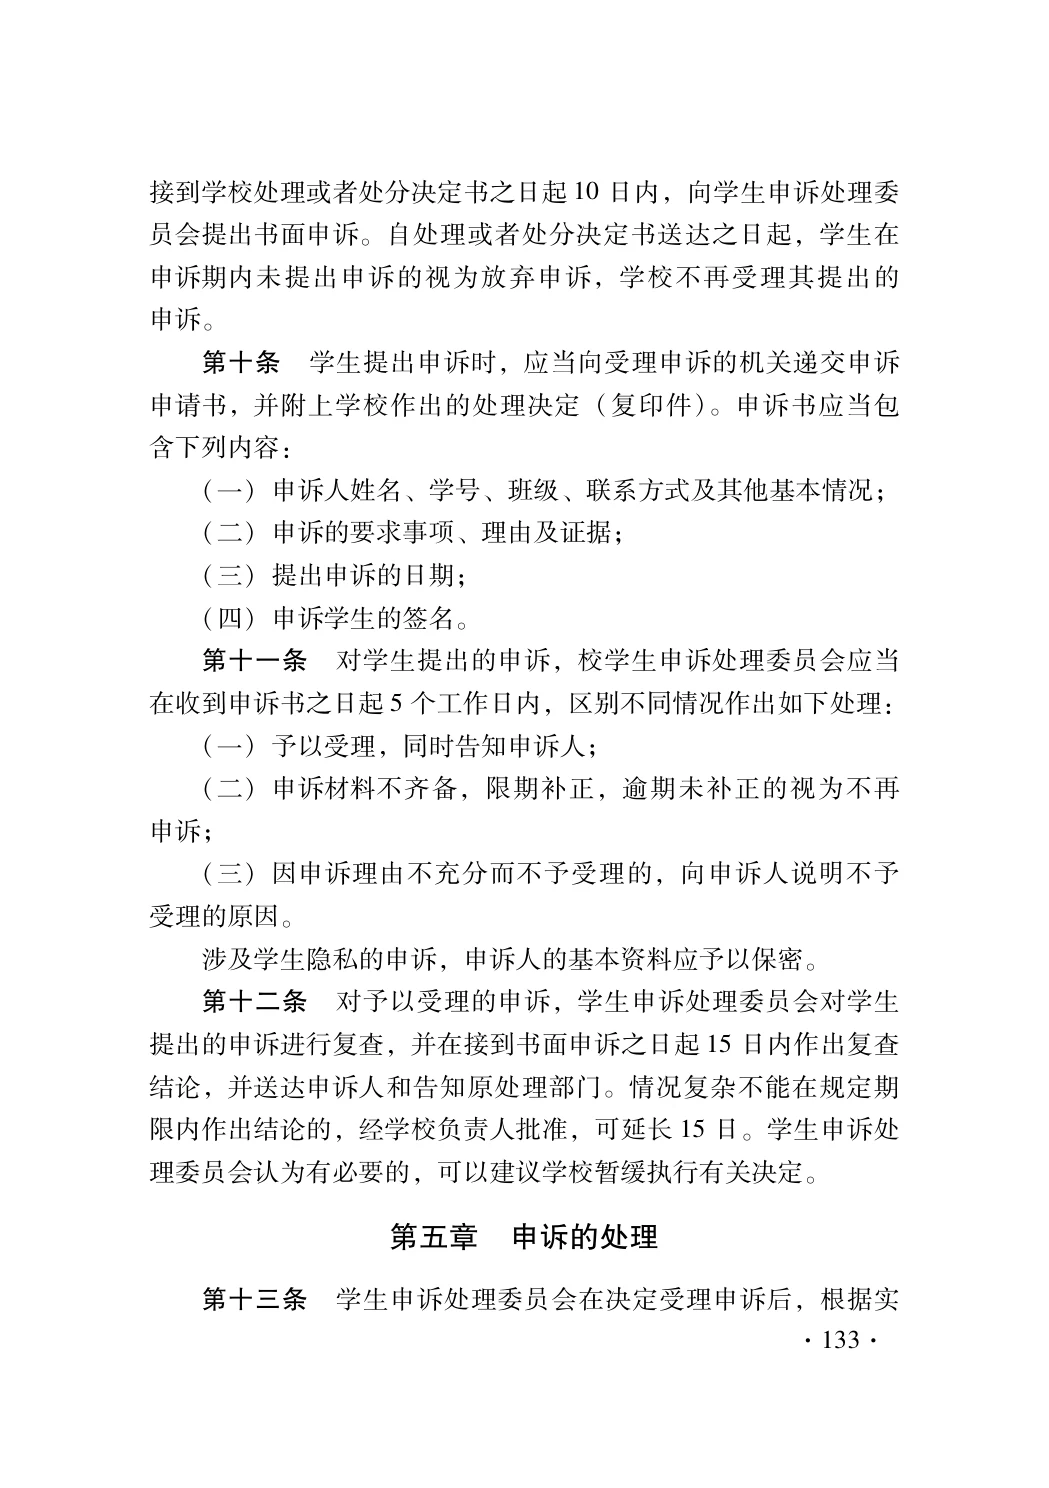 接到学校处理或者处分决定书之日起 10 日内，向学生申诉处理委
员会提出书面申诉。自处理或者处分决定书送达之日起，学生在
申诉期内未提出申诉的视为放弃申诉，学校不再受理其提出的
申诉。
第十条　学生提出申诉时，应当向受理申诉的机关递交申诉
申请书，并附上学校作出的处理决定（复印件）。申诉书应当包
含下列内容：
（一）申诉人姓名、学号、班级、联系方式及其他基本情况；
（二）申诉的要求事项、理由及证据；
（三）提出申诉的日期；
（四）申诉学生的签名。
第十一条　对学生提出的申诉，校学生申诉处理委员会应当
在收到申诉书之日起 5 个工作日内，区别不同情况作出如下处理：
（一）予以受理，同时告知申诉人；
（二）申诉材料不齐备，限期补正，逾期未补正的视为不再
申诉；
（三）因申诉理由不充分而不予受理的，向申诉人说明不予
受理的原因。
涉及学生隐私的申诉，申诉人的基本资料应予以保密。
第十二条　对予以受理的申诉，学生申诉处理委员会对学生
提出的申诉进行复查，并在接到书面申诉之日起 15 日内作出复查
结论，并送达申诉人和告知原处理部门。情况复杂不能在规定期
限内作出结论的，经学校负责人批准，可延长 15 日。学生申诉处
理委员会认为有必要的，可以建议学校暂缓执行有关决定。
第五章　申诉的处理
第十三条　学生申诉处理委员会在决定受理申诉后，根据实
· 133 ·